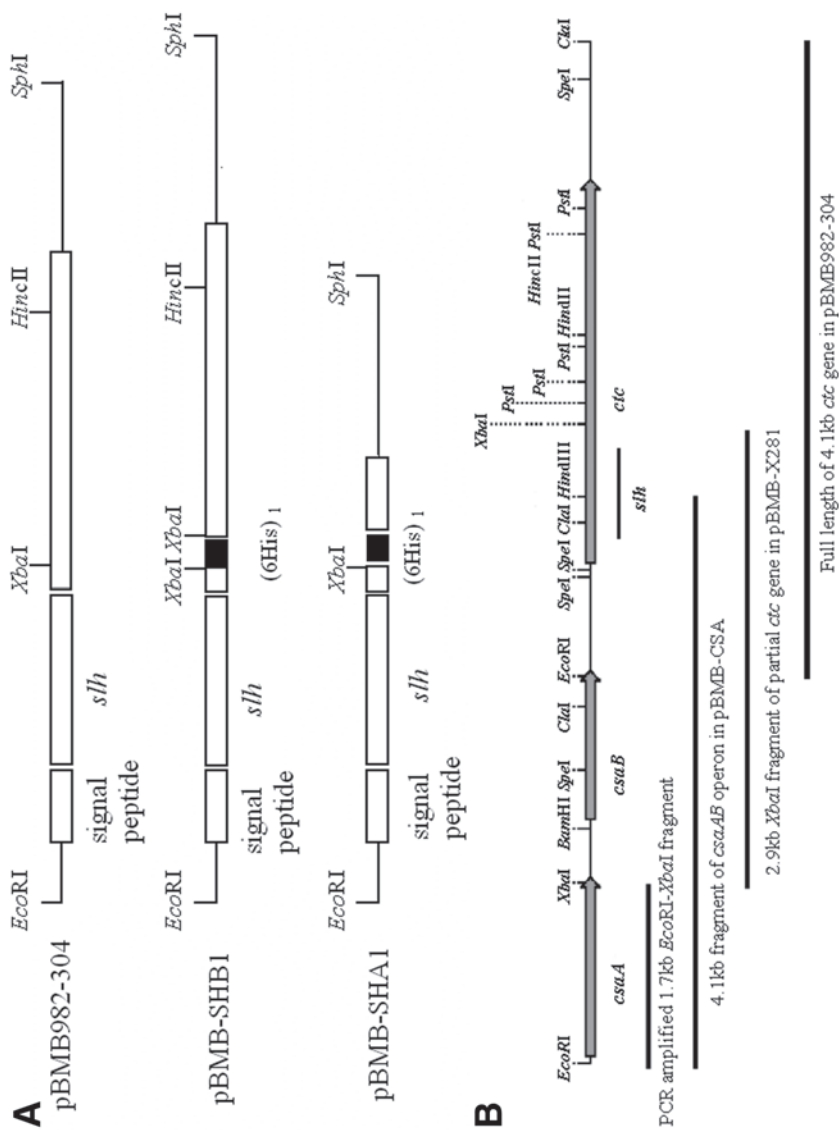 A
pBMB982-304
EcoRI
XbaI
HincII
SphI
signal
peptide
slh
pBMB-SHB1
EcoRI
XbaI XbaI
HincII
SphI
signal
peptide
slh
(6His)1
pBMB-SHA1
EcoRI
XbaI
SphI
signal
peptide
slh
(6His)1
B
EcoRI
XbaI
BamHI
SpeI
ClaI
EcoRI
SpeI
SpeI
ClaI
HindIII
XbaI
PstI
PstI
PstI
HindII
HincII
PstI
PstI
SpeI
ClaI
csaA
csaB
ctc
slh
PCR amplified 1.7kb EcoRI-XbaI fragment
4.1kb fragment of csaAB operon in pBMB-CSA
2.9kb XbaI fragment of partial ctc gene in pBMB-X281
Full length of 4.1kb ctc gene in pBMB982-304